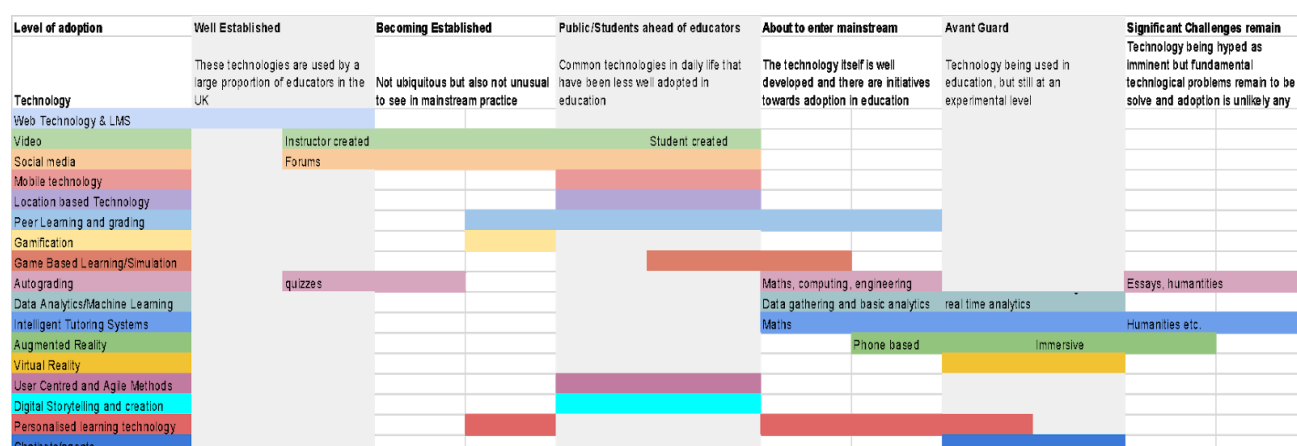 Level of adoption Well Established Becoming Established Public/Students ahead of educators About to enter mainstream Avant Guard Significant Challenges remain
Technology
These technologies are used by a
large proportion of educators in the
UK
Not ubiquitous but also not unusual
to see in mainstream practice
Common technologies in daily life that
have been less well adopted in
education
The technology itself is well
developed and there are initiatives
towards adoption in education
Technology being used in
education, but still at an
experimental level
Technology being hyped as
imminent but fundamental
technlogical problems remain to be
solve and adoption is unlikely any
Web Technology & LMS
Video Instructor created Student created
Social media Forums
Mobile technology
Location based Technology
Peer Learning and grading
Gamification
Game Based Learning/Simulation
Autograding quizzes Maths, computing, engineering Essays, humanities
Data Analytics/Machine Learning Data gathering and basic analytics real time analytics
Intelligent Tutoring Systems Maths Humanities etc.
Augmented Reality Phone based Immersive
Virtual Reality
User Centred and Agile Methods
Digital Storytelling and creation
Personalised learning technology